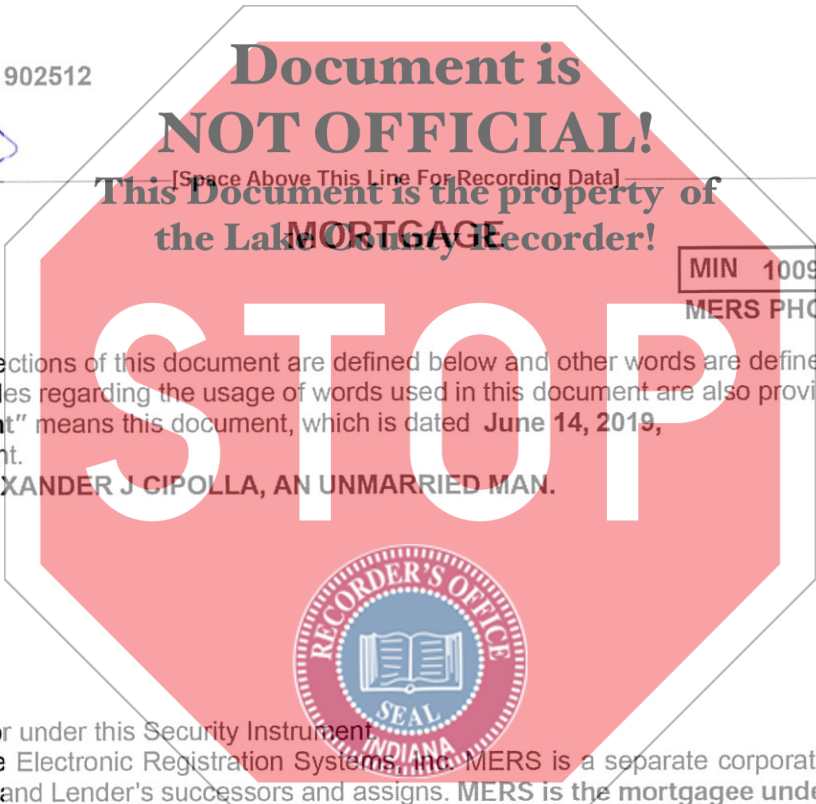 902512
Document is
NOT OFFICIAL!
[Space Above This Line For Recording Data]
This Document is the property of
the Lake County Recorder!
MORTGAGE
MIN 1009
MERS PHO
ections of this document are defined below and other words are define
les regarding the usage of words used in this document are also provi
t" means this document, which is dated June 14, 2019,
nt.
XANDER J CIPOLLA, AN UNMARRIED MAN.
STOP
RECORDER'S OFFICE
SEAL
INDIANA
r under this Security Instrument.
e Electronic Registration Systems, Inc. MERS is a separate corporat
and Lender's successors and assigns. MERS is the mortgagee unde